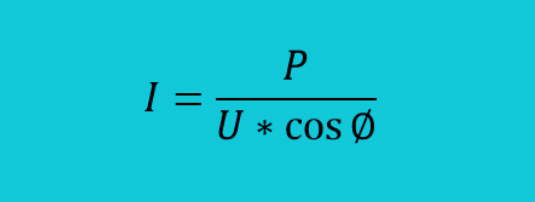 I = P / U * cos ∅